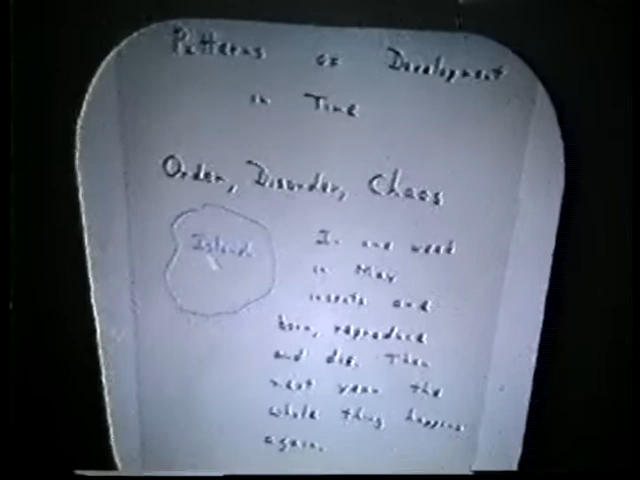 Patterns of Development
in Time
Order, Disorder, Chaos
Island
In one week
in May
insects are
born, reproduce
and die. Then
next year the
whole thing happens
again.